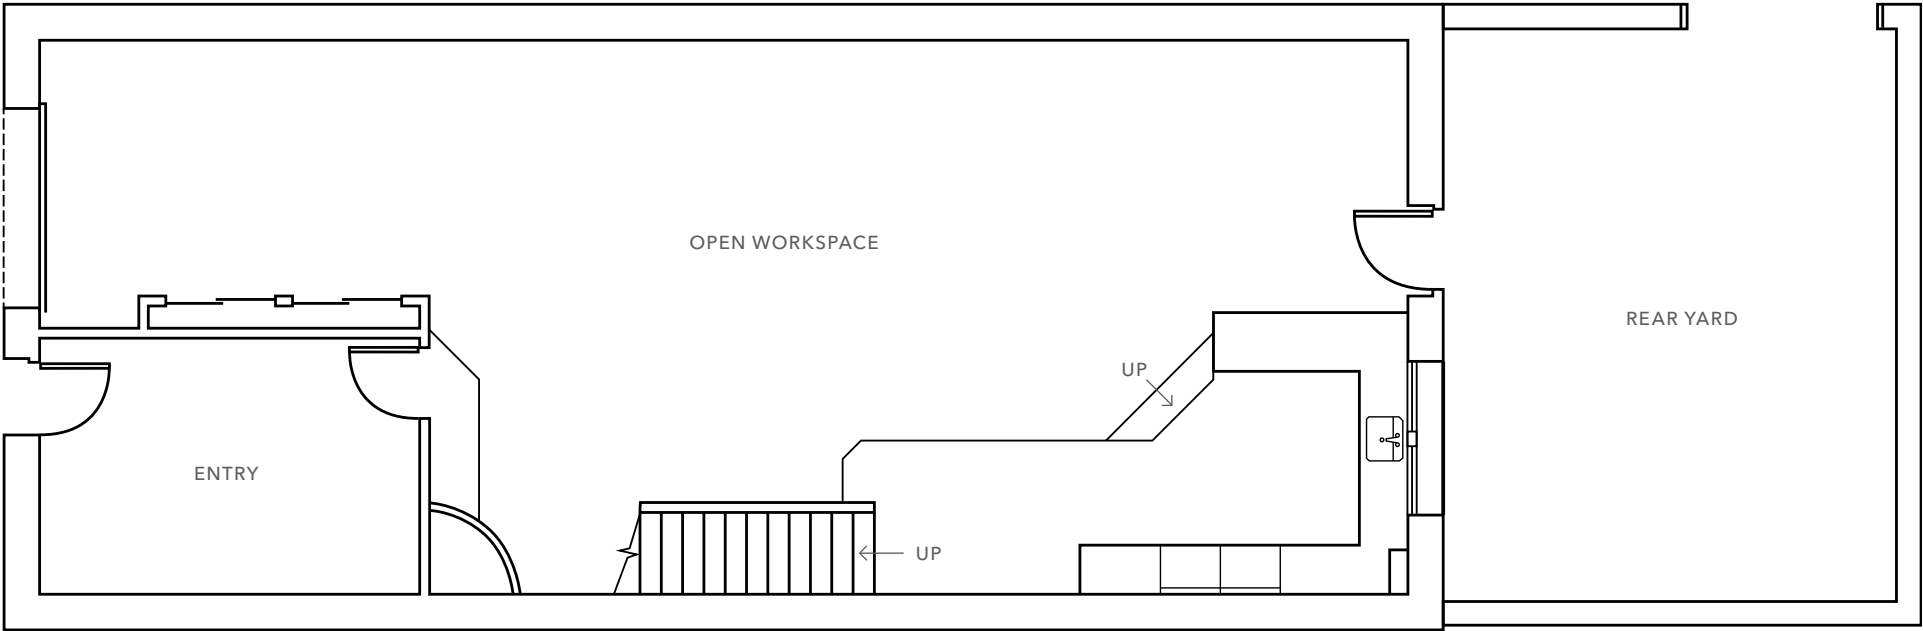 OPEN WORKSPACE
REAR YARD
UP
ENTRY
UP